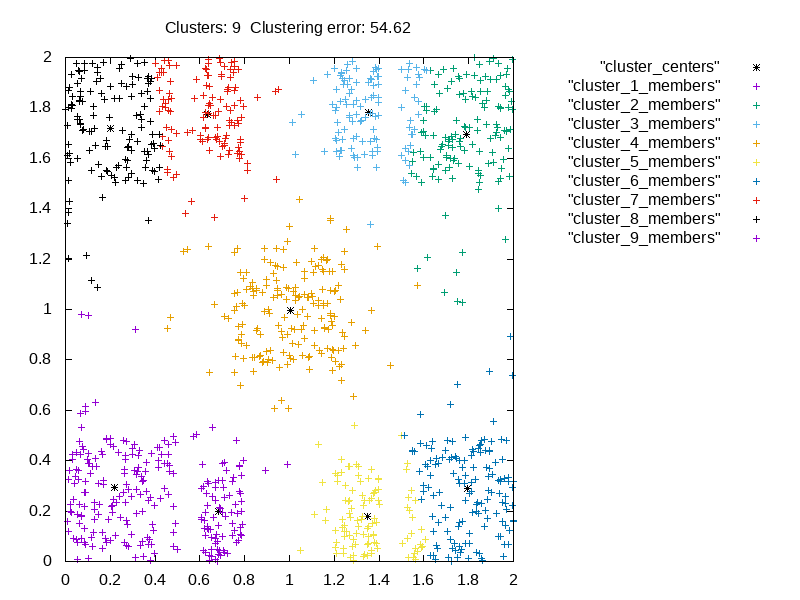 Clusters: 9  Clustering error: 54.62
"cluster_centers"
"cluster_1_members"
"cluster_2_members"
"cluster_3_members"
"cluster_4_members"
"cluster_5_members"
"cluster_6_members"
"cluster_7_members"
"cluster_8_members"
"cluster_9_members"
2
1.8
1.6
1.4
1.2
1
0.8
0.6
0.4
0.2
0
0 0.2 0.4 0.6 0.8 1 1.2 1.4 1.6 1.8 2